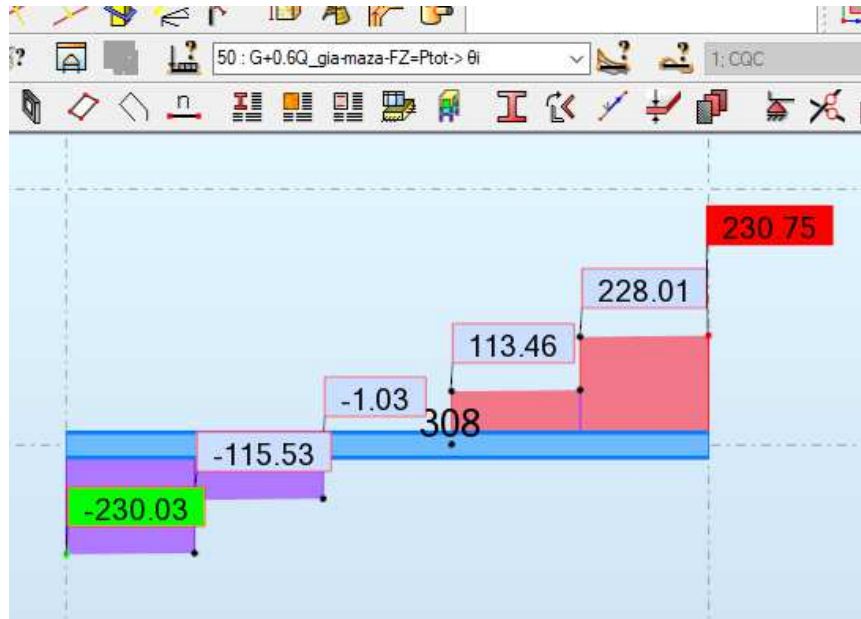 50 : G+0.6Q_gia-maza-FZ=Ptot-> θi
1: CQC
n
230.75
228.01
113.46
-1.03
308
-115.53
-230.03